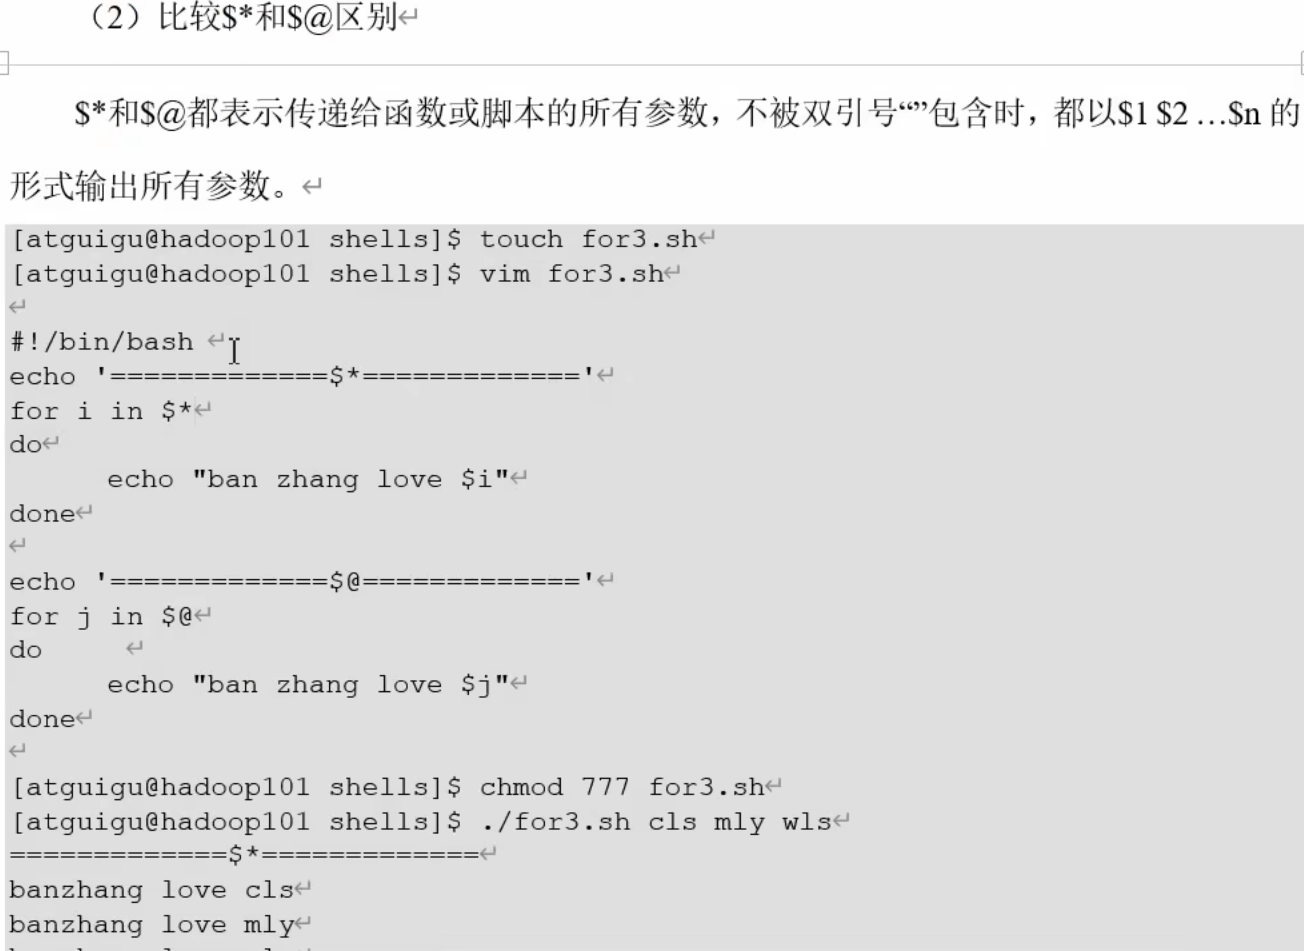 （2）比较$*和$@区别↵
$*和$@都表示传递给函数或脚本的所有参数，不被双引号“”包含时，都以$1 $2 …$n 的
形式输出所有参数。↵
[atguigu@hadoop101 shells]$ touch for3.sh↵
[atguigu@hadoop101 shells]$ vim for3.sh↵
↵
#!/bin/bash ↵
echo '=============$*============='↵
for i in $*↵
do↵
echo "ban zhang love $i"↵
done↵
↵
echo '=============$@============='↵
for j in $@↵
do ↵
echo "ban zhang love $j"↵
done↵
↵
[atguigu@hadoop101 shells]$ chmod 777 for3.sh↵
[atguigu@hadoop101 shells]$ ./for3.sh cls mly wls↵
=============$*=============↵
banzhang love cls↵
banzhang love mly↵